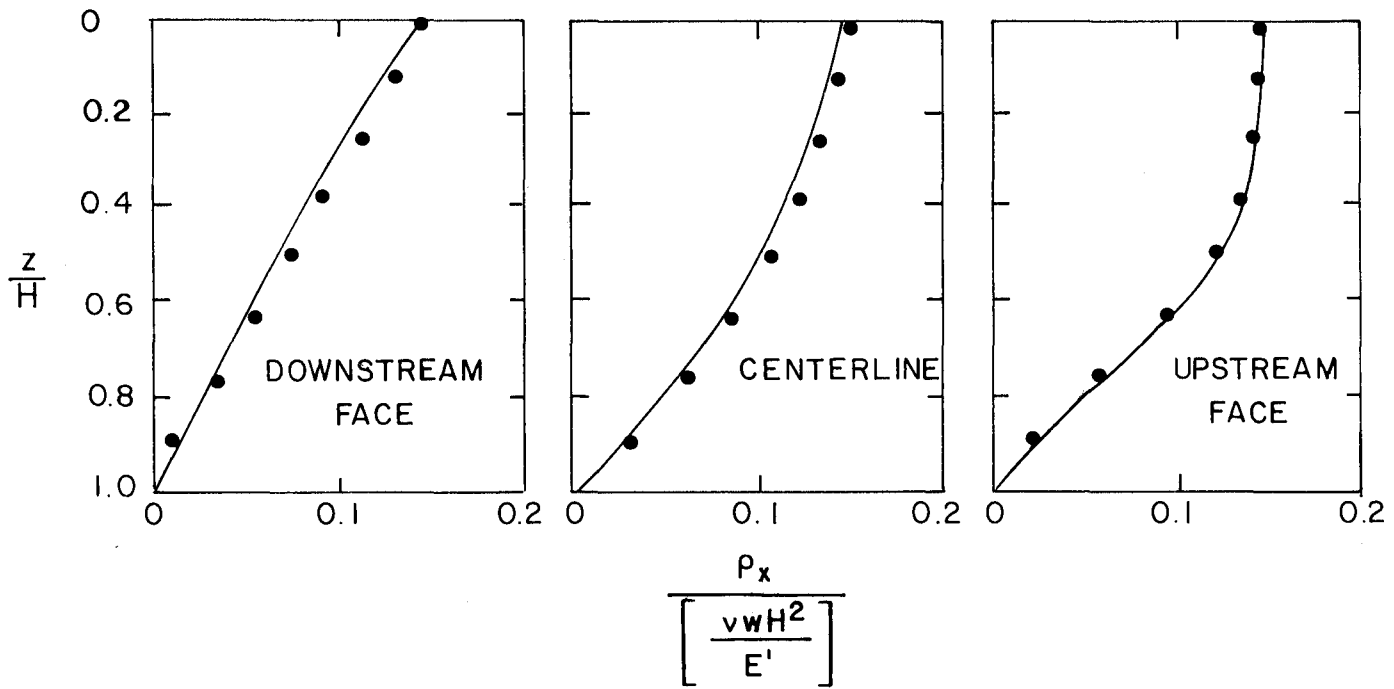 0
0.2
0.4
0.6
0.8
1.0
z
H
DOWNSTREAM
FACE
CENTERLINE
UPSTREAM
FACE
0 0.1 0.2
0 0.1 0.2
0 0.1 0.2
ρx
[ νwH² / E' ]